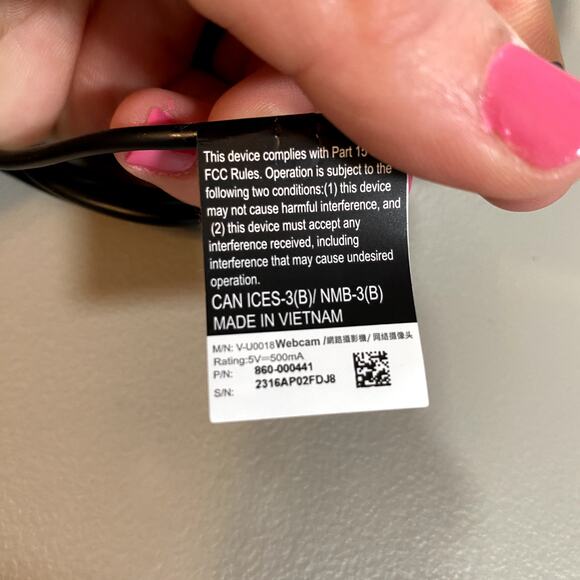 This device complies with Part 15
FCC Rules. Operation is subject to the
following two conditions:(1) this device
may not cause harmful interference, and
(2) this device must accept any
interference received, including
interference that may cause undesired
operation.
CAN ICES-3(B)/ NMB-3(B)
MADE IN VIETNAM
M/N: V-U0018 Webcam /網路攝影機/ 网络摄像头
Rating:5V⎓500mA
P/N: 860-000441
S/N: 2316AP02FDJ8